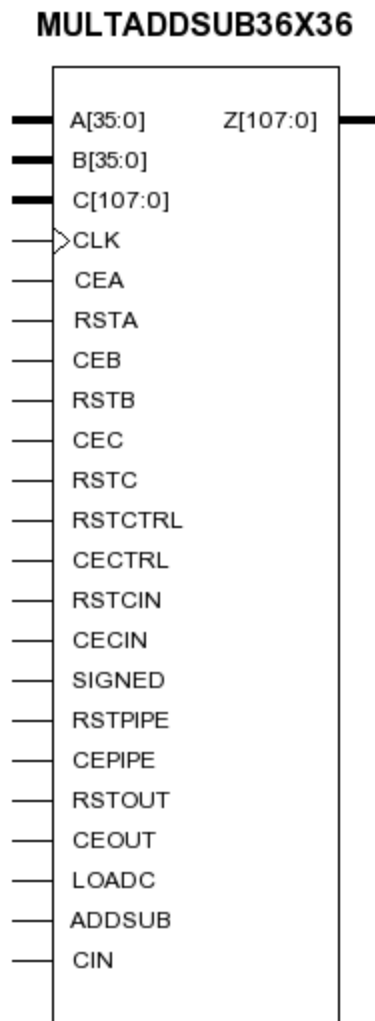 MULTADDSUB36X36
A[35:0] Z[107:0]
B[35:0]
C[107:0]
CLK
CEA
RSTA
CEB
RSTB
CEC
RSTC
RSTCTRL
CECTRL
RSTCIN
CECIN
SIGNED
RSTPIPE
CEPIPE
RSTOUT
CEOUT
LOADC
ADDSUB
CIN